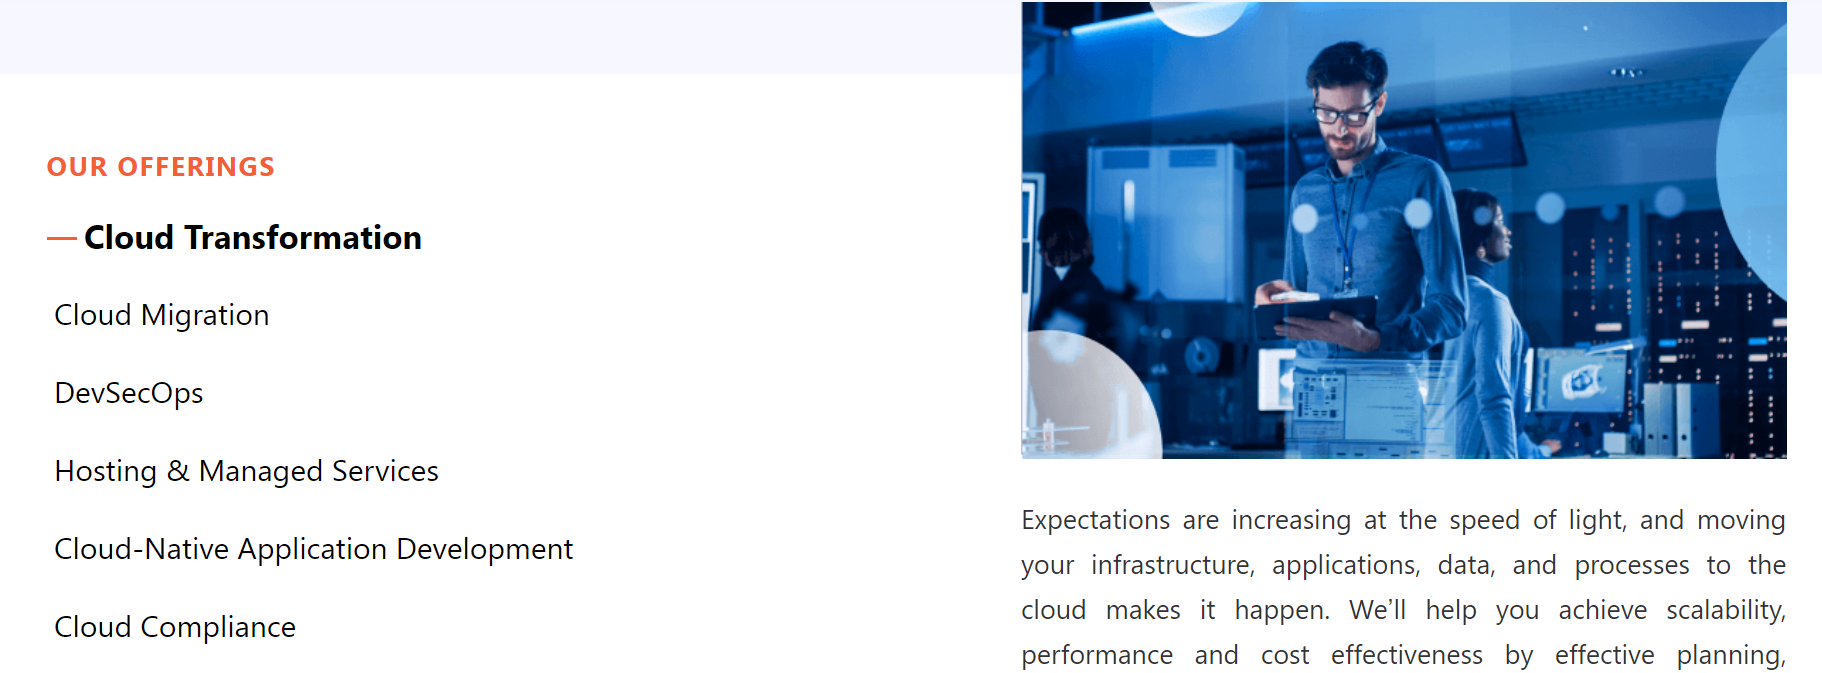 OUR OFFERINGS
Cloud Transformation
Cloud Migration
DevSecOps
Hosting & Managed Services
Cloud-Native Application Development
Cloud Compliance
Expectations are increasing at the speed of light, and moving
your infrastructure, applications, data, and processes to the
cloud makes it happen. We’ll help you achieve scalability,
performance and cost effectiveness by effective planning,